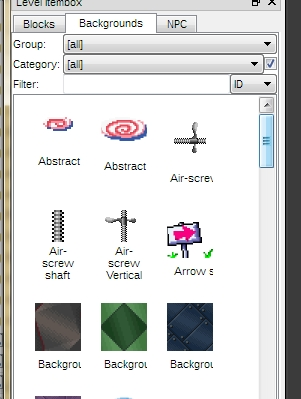 Level Itembox
Blocks Backgrounds NPC
Group: [all]
Category: [all]
Filter: ID
Abstract Abstract Air-screv
Air-
screw
shaft
Air-
screw
Vertical
Arrow s
Backgrou Backgrou Backgrou